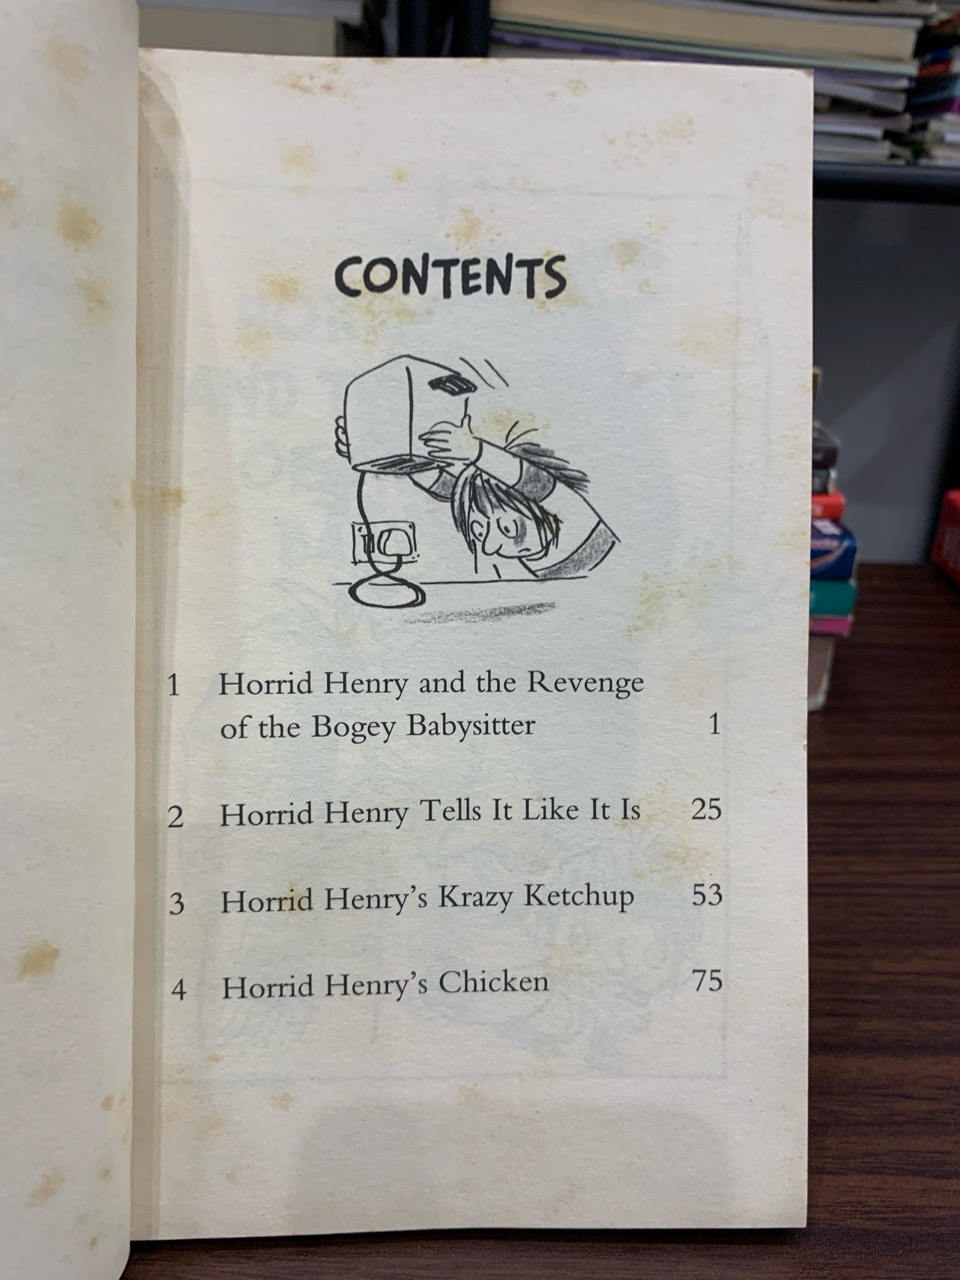 CONTENTS
1 Horrid Henry and the Revenge
of the Bogey Babysitter 1
2 Horrid Henry Tells It Like It Is 25
3 Horrid Henry's Krazy Ketchup 53
4 Horrid Henry's Chicken 75